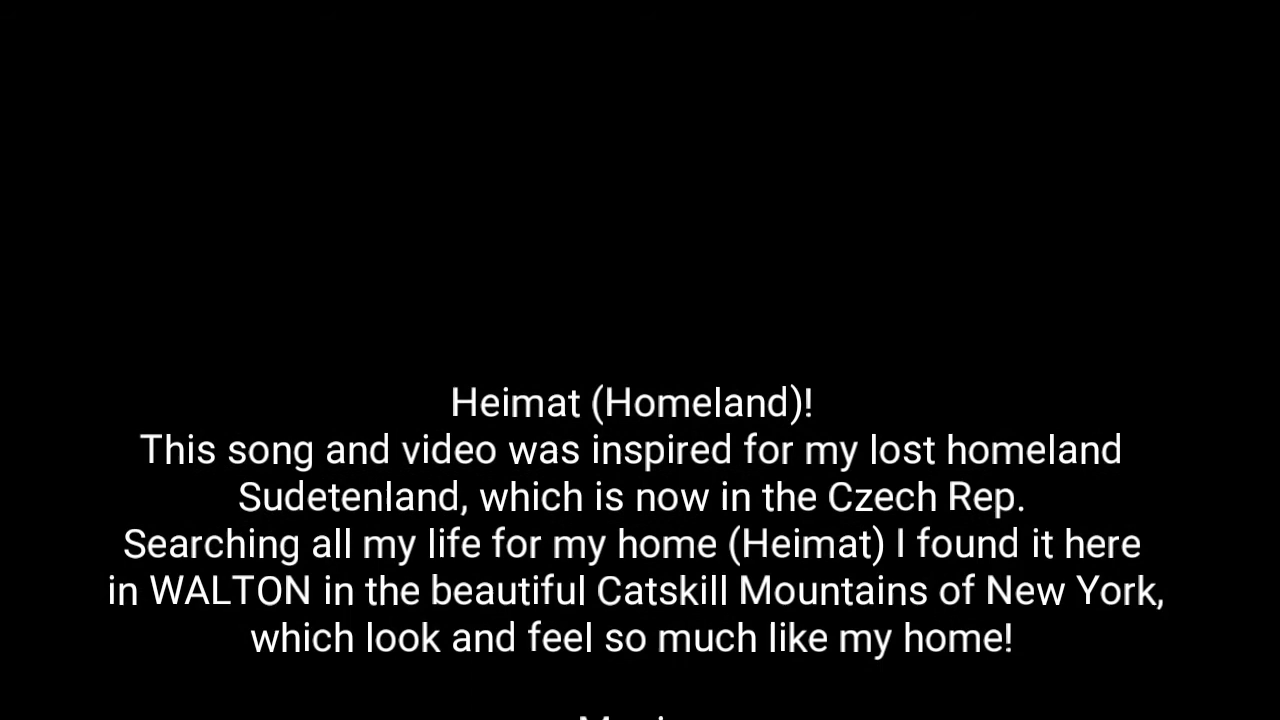 Heimat (Homeland)!
This song and video was inspired for my lost homeland
Sudetenland, which is now in the Czech Rep.
Searching all my life for my home (Heimat) I found it here
in WALTON in the beautiful Catskill Mountains of New York,
which look and feel so much like my home!